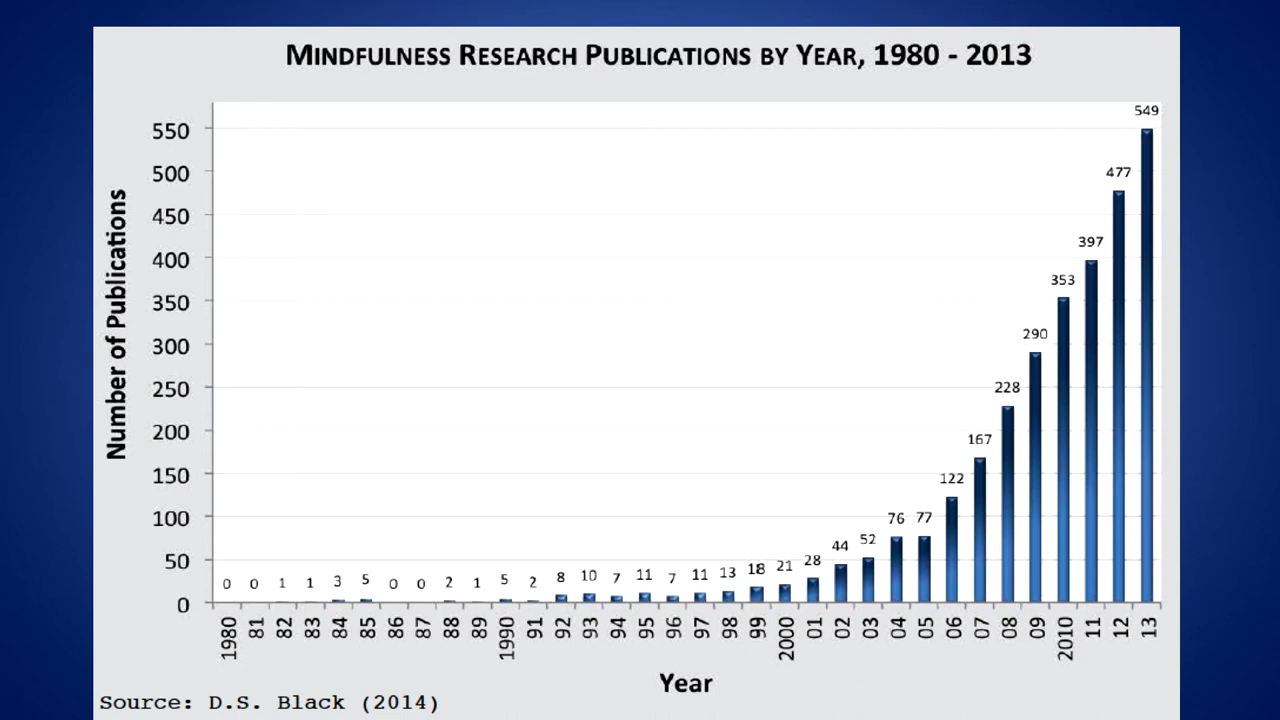 MINDFULNESS RESEARCH PUBLICATIONS BY YEAR, 1980 - 2013
Number of Publications
550
500
450
400
350
300
250
200
150
100
50
0
0 0 1 1 3 5 0 0 2 1 5 2 8 10 7 11 7 11 13 18 21 28 44 52 76 77 122 167 228 290 353 397 477 549
1980 81 82 83 84 85 86 87 88 89 1990 91 92 93 94 95 96 97 98 99 2000 01 02 03 04 05 06 07 08 09 2010 11 12 13
Year
Source: D.S. Black (2014)